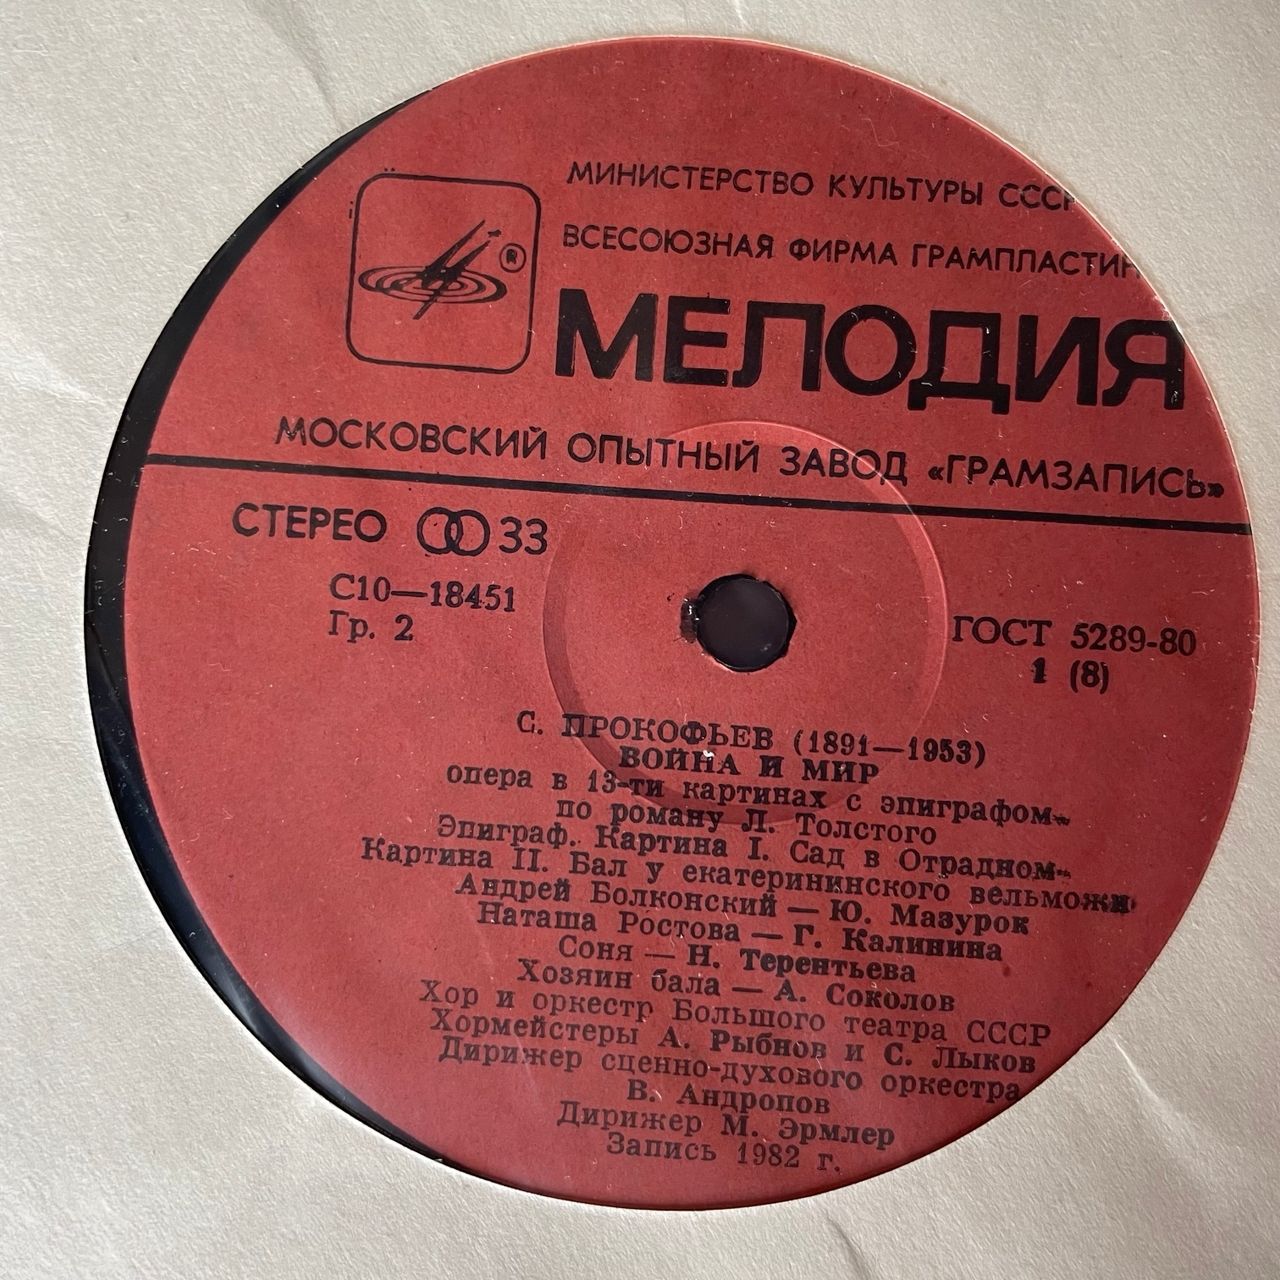 МИНИСТЕРСТВО КУЛЬТУРЫ СССР
ВСЕСОЮЗНАЯ ФИРМА ГРАМПЛАСТИН
®
МЕЛОДИЯ
МОСКОВСКИЙ ОПЫТНЫЙ ЗАВОД «ГРАМЗАПИСЬ»
СТЕРЕО 33
С10—18451
Гр. 2
ГОСТ 5289-80
1 (8)
С. ПРОКОФЬЕВ (1891—1953)
ВОЙНА И МИР
опера в 13-ти картинах с эпиграфом
по роману Л. Толстого
Эпиграф. Картина I. Сад в Отрадном
Картина II. Бал у екатерининского вельможи
Андрей Болконский — Ю. Мазурок
Наташа Ростова — Г. Калинина
Соня — Н. Терентьева
Хозяин бала — А. Соколов
Хор и оркестр Большого театра СССР
Хормейстеры А. Рыбнов и С. Лыков
Дирижер сценно-духового оркестра
В. Андропов
Дирижер М. Эрмлер
Запись 1982 г.